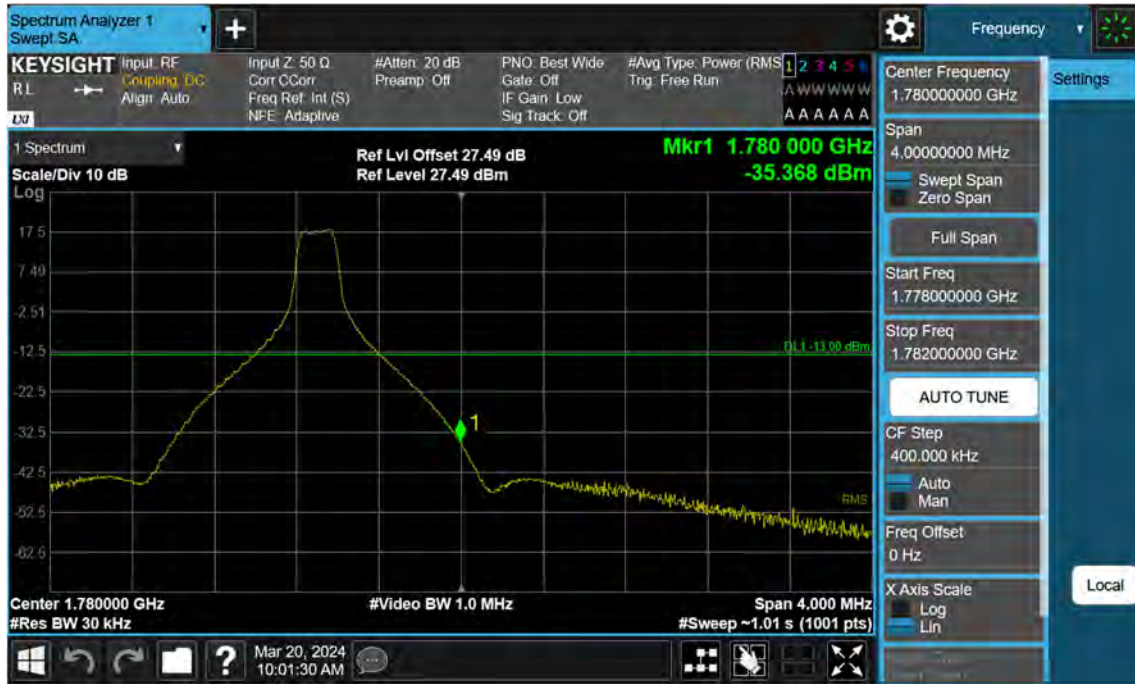 Spectrum Analyzer 1
Swept SA
+
Frequency
KEYSIGHT
RL
LXI
Input: RF
Coupling: DC
Align: Auto
Input Z: 50 Ω
Corr CCorr
Freq Ref: Int (S)
NFE: Adaptive
#Atten: 20 dB
Preamp: Off
PNO: Best Wide
Gate: Off
IF Gain: Low
Sig Track: Off
#Avg Type: Power (RMS
Trig: Free Run
1 2 3 4 5 6
A W W W W W
A A A A A A
Center Frequency
1.780000000 GHz
Settings
1 Spectrum
Scale/Div 10 dB
Ref Lvl Offset 27.49 dB
Ref Level 27.49 dBm
Mkr1 1.780 000 GHz
-35.368 dBm
Log
17.5
7.49
-2.51
-12.5
-22.5
-32.5
-42.5
-52.5
-62.5
DL1 -13.00 dBm
1
RMS
Center 1.780000 GHz
#Res BW 30 kHz
#Video BW 1.0 MHz
Span 4.000 MHz
#Sweep ~1.01 s (1001 pts)
Span
4.00000000 MHz
Swept Span
Zero Span
Full Span
Start Freq
1.778000000 GHz
Stop Freq
1.782000000 GHz
AUTO TUNE
CF Step
400.000 kHz
Auto
Man
Freq Offset
0 Hz
X Axis Scale
Log
Lin
Local
?
Mar 20, 2024
10:01:30 AM